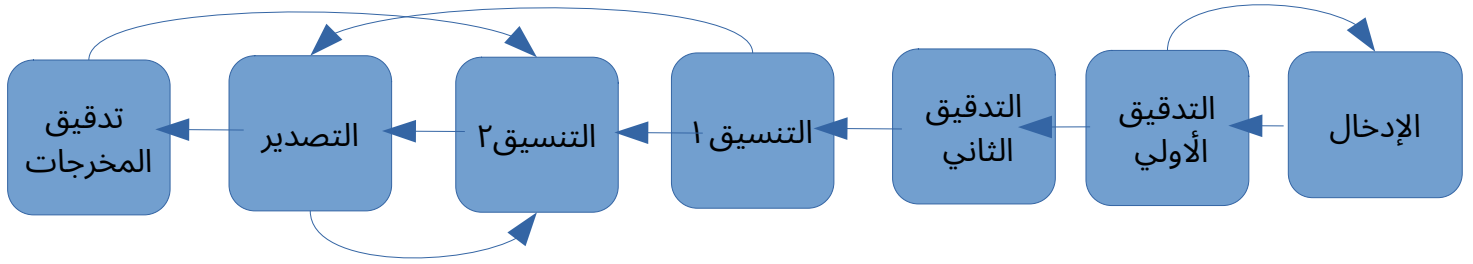 الإدخال
التدقيق
الأولي
التدقيق
الثاني
التنسيق ١
التنسيق٢
التصدير
تدقيق
المخرجات